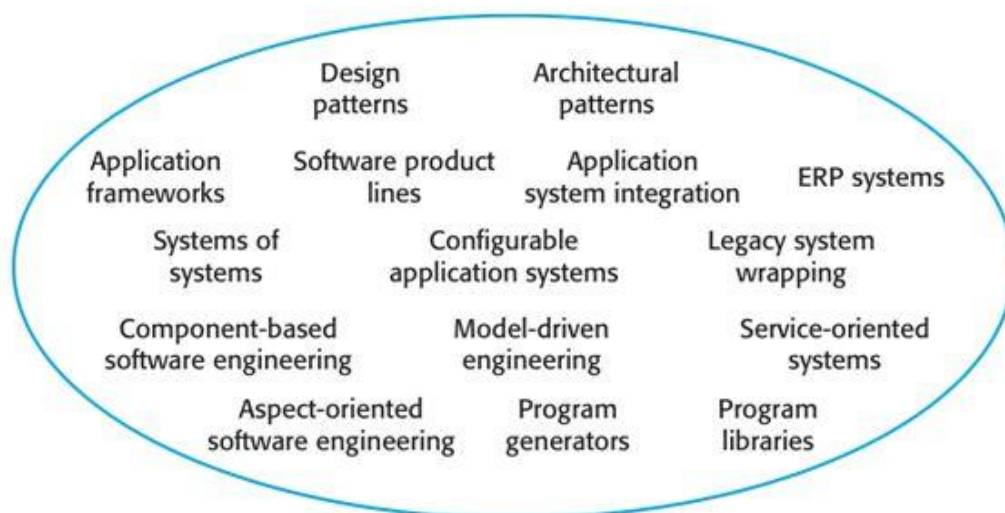 Design
patterns
Architectural
patterns
Application
frameworks
Software product
lines
Application
system integration
ERP systems
Systems of
systems
Configurable
application systems
Legacy system
wrapping
Component-based
software engineering
Model-driven
engineering
Service-oriented
systems
Aspect-oriented
software engineering
Program
generators
Program
libraries